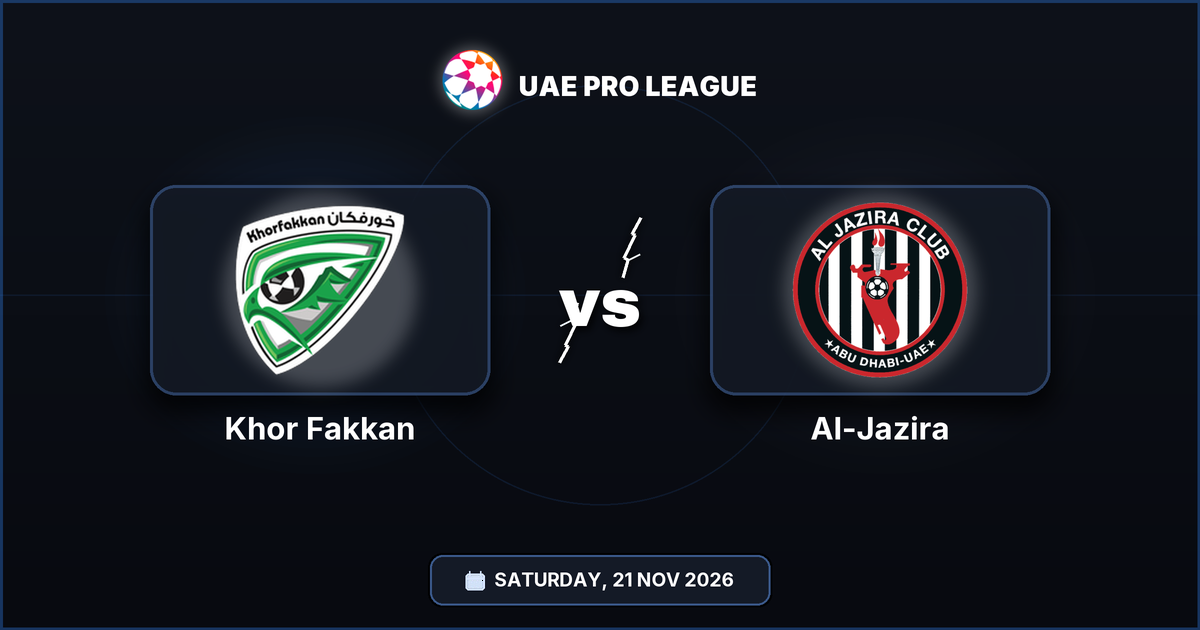 UAE PRO LEAGUE
Khorfakkan خورفكان
AL JAZIRA CLUB
★ABU DHABI-UAE★
vs
Khor Fakkan
Al-Jazira
SATURDAY, 21 NOV 2026